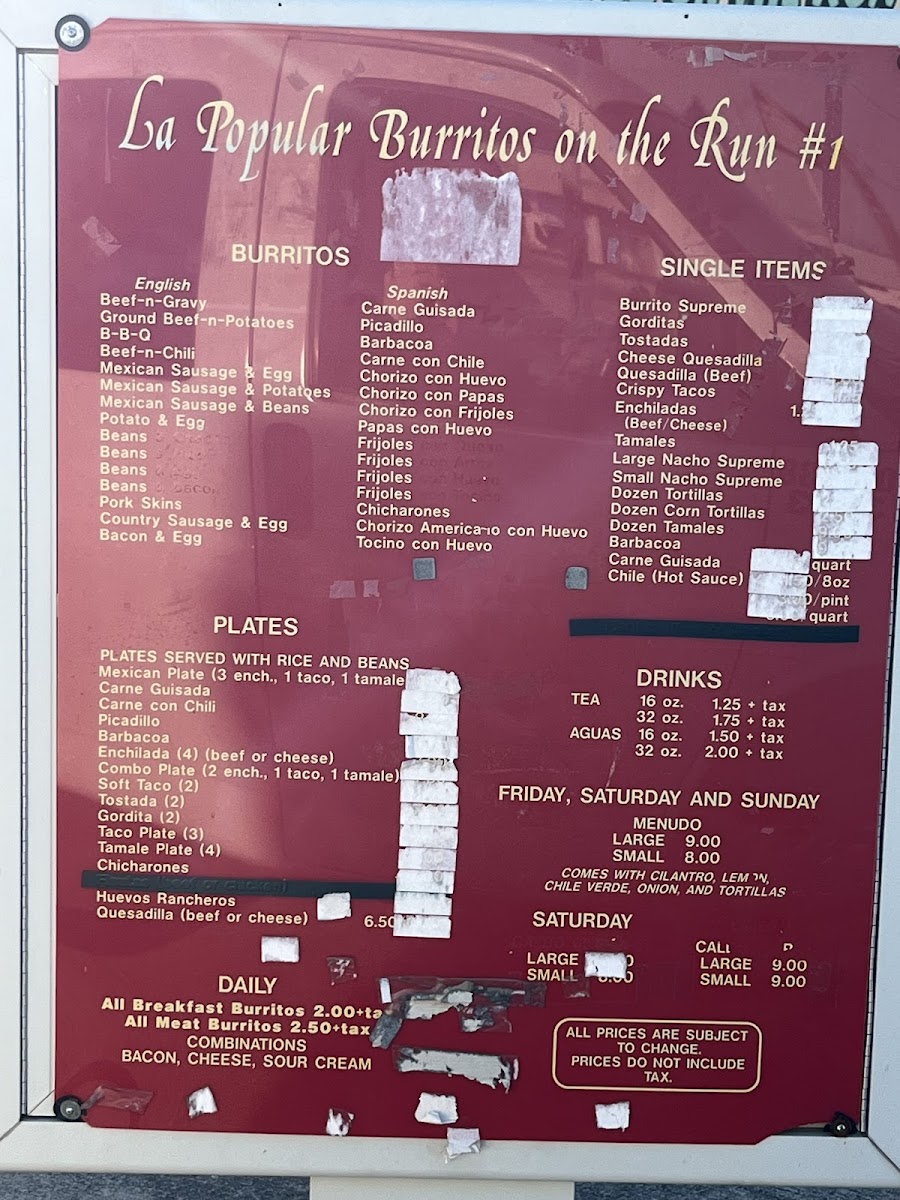 La Popular Burritos on the Run #1
BURRITOS
English
Beef-n-Gravy
Ground Beef-n-Potatoes
B-B-Q
Beef-n-Chili
Mexican Sausage & Egg
Mexican Sausage & Potatoes
Mexican Sausage & Beans
Potato & Egg
Beans
Beans
Beans
Beans
Pork Skins
Country Sausage & Egg
Bacon & Egg
Spanish
Carne Guisada
Picadillo
Barbacoa
Carne con Chile
Chorizo con Huevo
Chorizo con Papas
Chorizo con Frijoles
Papas con Huevo
Frijoles
Frijoles
Frijoles
Frijoles
Chicharones
Chorizo Americano con Huevo
Tocino con Huevo
SINGLE ITEMS
Burrito Supreme
Gorditas
Tostadas
Cheese Quesadilla
Quesadilla (Beef)
Crispy Tacos
Enchiladas
(Beef/Cheese)
Tamales
Large Nacho Supreme
Small Nacho Supreme
Dozen Tortillas
Dozen Corn Tortillas
Dozen Tamales
Barbacoa
Carne Guisada quart
Chile (Hot Sauce) /8oz
/pint
quart
PLATES
PLATES SERVED WITH RICE AND BEANS
Mexican Plate (3 ench., 1 taco, 1 tamale
Carne Guisada
Carne con Chili
Picadillo
Barbacoa
Enchilada (4) (beef or cheese)
Combo Plate (2 ench., 1 taco, 1 tamale)
Soft Taco (2)
Tostada (2)
Gordita (2)
Taco Plate (3)
Tamale Plate (4)
Chicharones
Huevos Rancheros
Quesadilla (beef or cheese) 6.50
DRINKS
TEA 16 oz. 1.25 + tax
32 oz. 1.75 + tax
AGUAS 16 oz. 1.50 + tax
32 oz. 2.00 + tax
FRIDAY, SATURDAY AND SUNDAY
MENUDO
LARGE 9.00
SMALL 8.00
COMES WITH CILANTRO, LEMON,
CHILE VERDE, ONION, AND TORTILLAS
SATURDAY
LARGE
SMALL
LARGE 9.00
SMALL 9.00
DAILY
All Breakfast Burritos 2.00+ta
All Meat Burritos 2.50+tax
COMBINATIONS
BACON, CHEESE, SOUR CREAM
ALL PRICES ARE SUBJECT
TO CHANGE.
PRICES DO NOT INCLUDE
TAX.